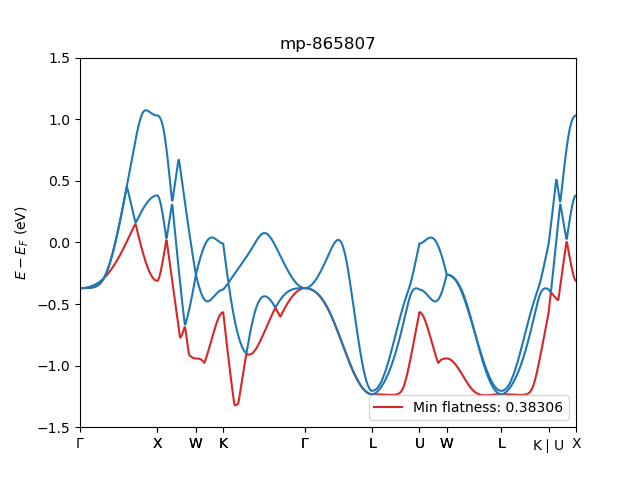 mp-865807
1.5
1.0
0.5
0.0
−0.5
−1.0
−1.5
E − E_F (eV)
Min flatness: 0.38306
Γ X W K Γ L U W L K | U X